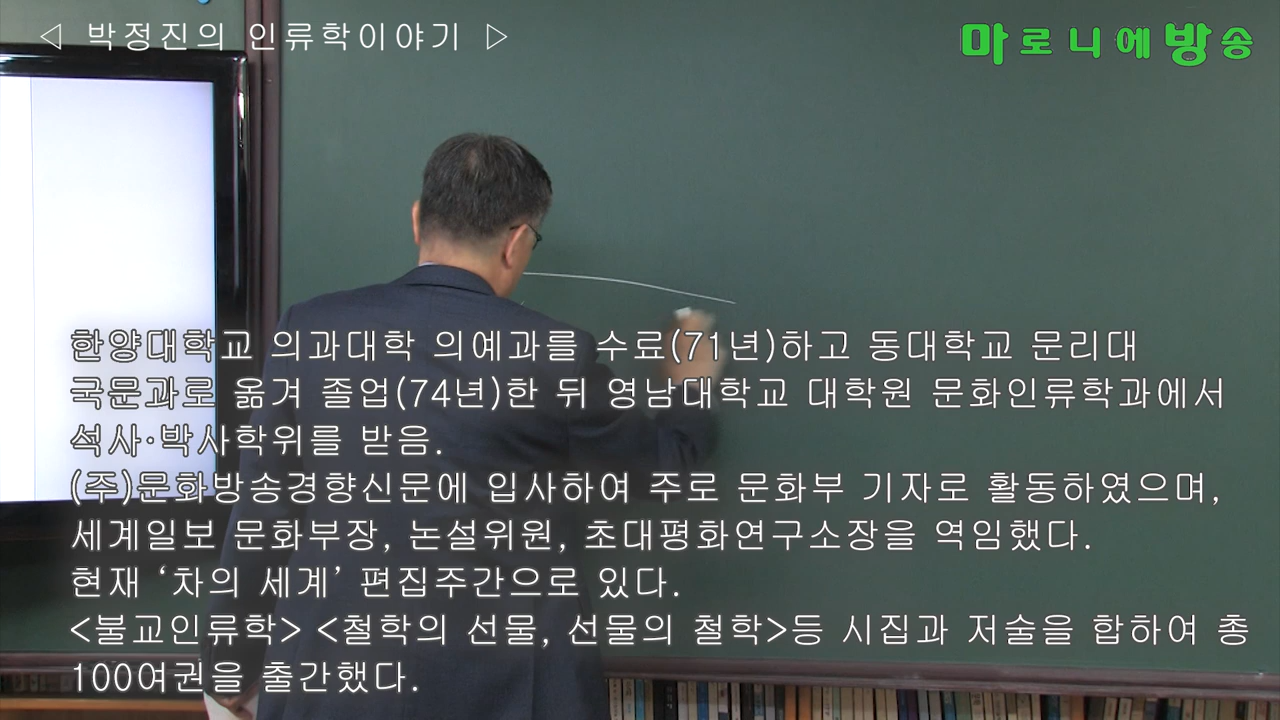 ◁ 박정진의 인류학이야기 ▷
마로니에방송
한양대학교 의과대학 의예과를 수료(71년)하고 동대학교 문리대
국문과로 옮겨 졸업(74년)한 뒤 영남대학교 대학원 문화인류학과에서
석사·박사학위를 받음.
(주)문화방송경향신문에 입사하여 주로 문화부 기자로 활동하였으며,
세계일보 문화부장, 논설위원, 초대평화연구소장을 역임했다.
현재 ‘차의 세계’ 편집주간으로 있다.
<불교인류학> <철학의 선물, 선물의 철학>등 시집과 저술을 합하여 총
100여권을 출간했다.